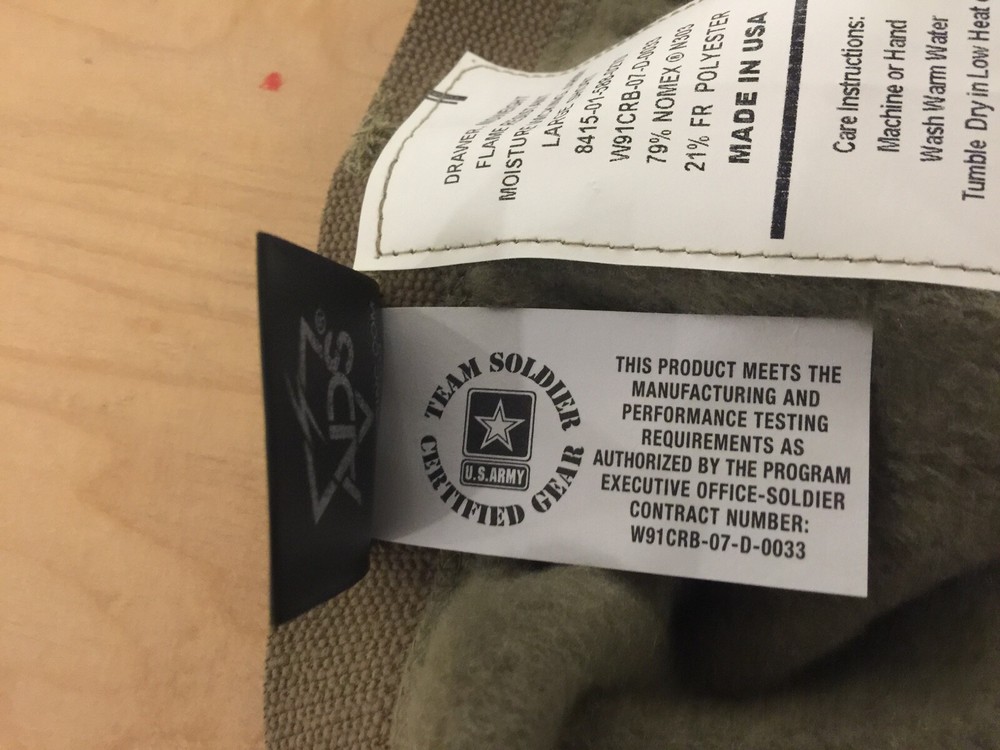 DRAWER
FLAME
MOISTURE
LARGE
8415-01-588-
W91CRB-07-D-0033
79% NOMEX® N303
21% FR POLYESTER
MADE IN USA
Care Instructions:
Machine or Hand
Wash Warm Water
Tumble Dry in Low Heat
ADS®
TEAM SOLDIER
CERTIFIED GEAR
U.S.ARMY
THIS PRODUCT MEETS THE
MANUFACTURING AND
PERFORMANCE TESTING
REQUIREMENTS AS
AUTHORIZED BY THE PROGRAM
EXECUTIVE OFFICE-SOLDIER
CONTRACT NUMBER:
W91CRB-07-D-0033